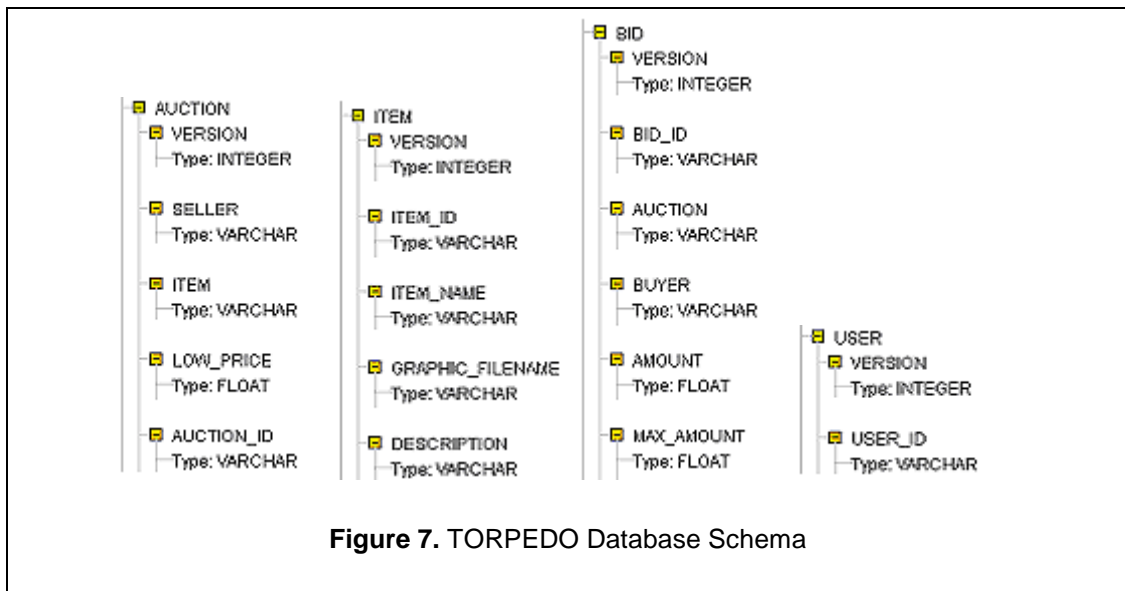 AUCTION
VERSION
Type: INTEGER
SELLER
Type: VARCHAR
ITEM
Type: VARCHAR
LOW_PRICE
Type: FLOAT
AUCTION_ID
Type: VARCHAR
ITEM
VERSION
Type: INTEGER
ITEM_ID
Type: VARCHAR
ITEM_NAME
Type: VARCHAR
GRAPHIC_FILENAME
Type: VARCHAR
DESCRIPTION
Type: VARCHAR
BID
VERSION
Type: INTEGER
BID_ID
Type: VARCHAR
AUCTION
Type: VARCHAR
BUYER
Type: VARCHAR
AMOUNT
Type: FLOAT
MAX_AMOUNT
Type: FLOAT
USER
VERSION
Type: INTEGER
USER_ID
Type: VARCHAR
Figure 7. TORPEDO Database Schema